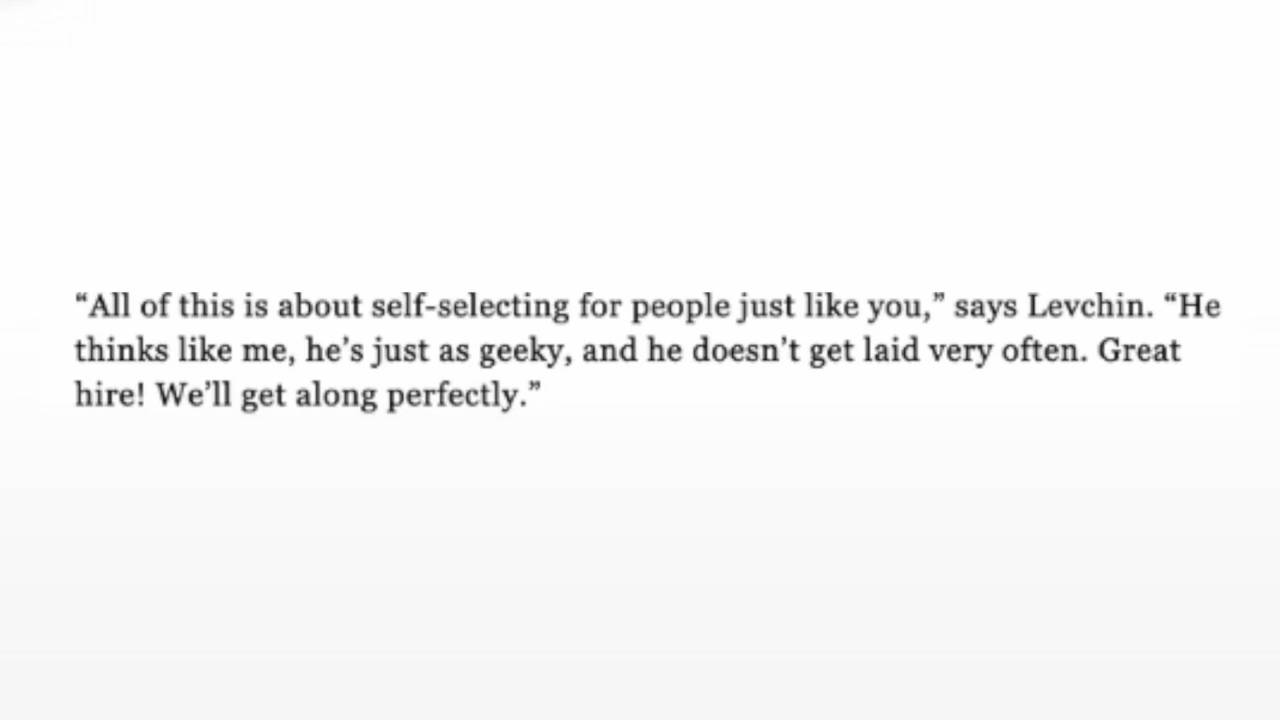 “All of this is about self-selecting for people just like you,” says Levchin. “He
thinks like me, he’s just as geeky, and he doesn’t get laid very often. Great
hire! We’ll get along perfectly.”